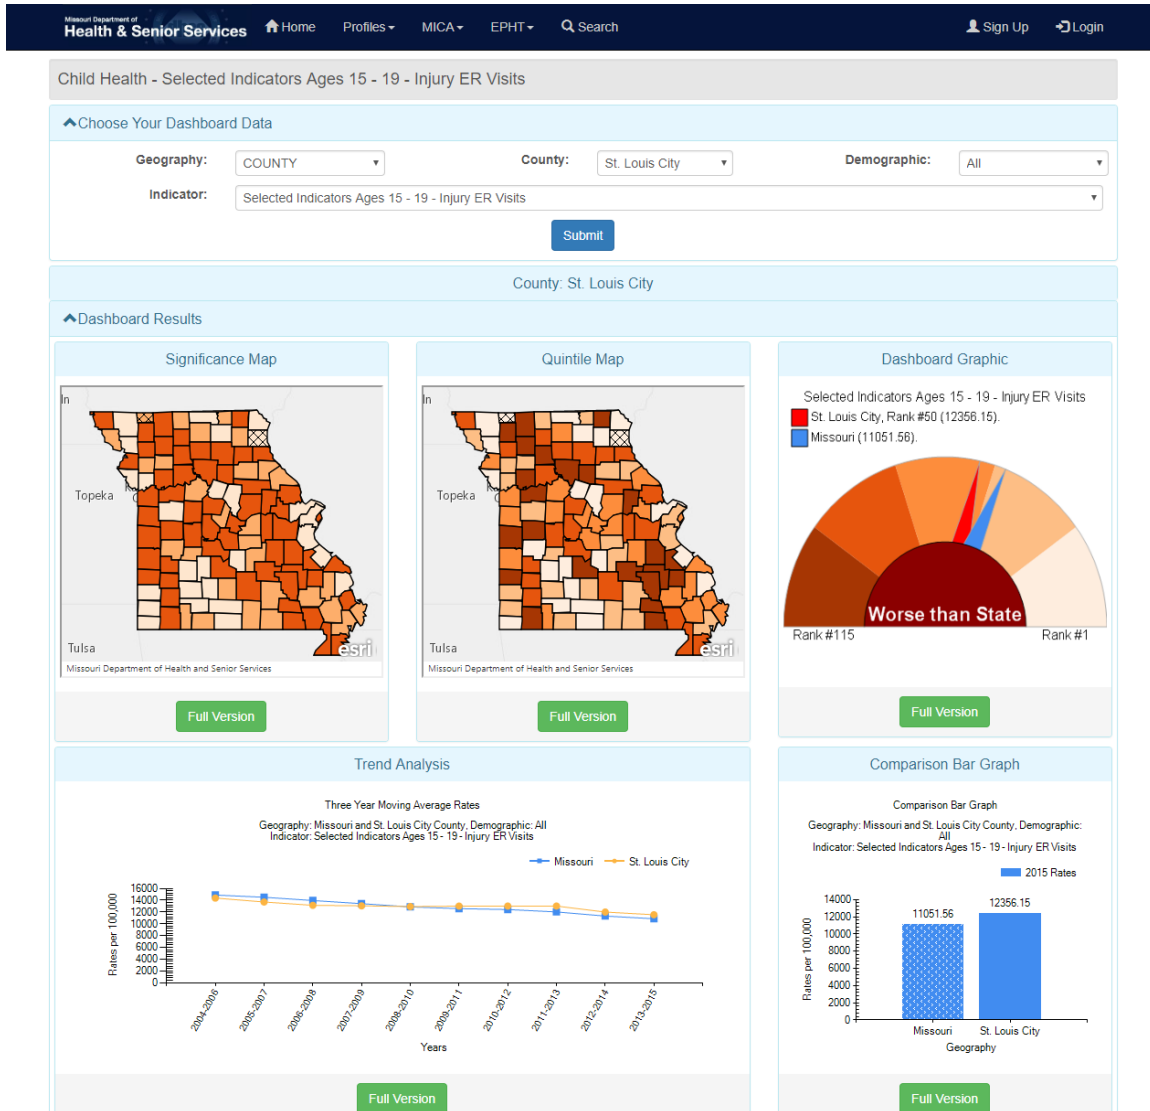 Missouri Department of
Health & Senior Services
Home
Profiles
MICA
EPHT
Search
Sign Up
Login
Child Health - Selected Indicators Ages 15 - 19 - Injury ER Visits
Choose Your Dashboard Data
Geography:
COUNTY
County:
St. Louis City
Demographic:
All
Indicator:
Selected Indicators Ages 15 - 19 - Injury ER Visits
Submit
County: St. Louis City
Dashboard Results
Significance Map
In
Topeka
Tulsa
esri
Missouri Department of Health and Senior Services
Full Version
Quintile Map
In
Topeka
Tulsa
esri
Missouri Department of Health and Senior Services
Full Version
Dashboard Graphic
Selected Indicators Ages 15 - 19 - Injury ER Visits
St. Louis City, Rank #50 (12356.15).
Missouri (11051.56).
Worse than State
Rank #115
Rank #1
Full Version
Trend Analysis
Three Year Moving Average Rates
Geography: Missouri and St. Louis City County, Demographic: All
Indicator: Selected Indicators Ages 15 - 19 - Injury ER Visits
Missouri
St. Louis City
Rates per 100,000
16000
14000
12000
10000
8000
6000
4000
2000
0
2004-2006
2005-2007
2006-2008
2007-2009
2008-2010
2009-2011
2010-2012
2011-2013
2012-2014
2013-2015
Years
Full Version
Comparison Bar Graph
Comparison Bar Graph
Geography: Missouri and St. Louis City County, Demographic:
All
Indicator: Selected Indicators Ages 15 - 19 - Injury ER Visits
2015 Rates
Rates per 100,000
14000
12000
10000
8000
6000
4000
2000
0
11051.56
12356.15
Missouri
St. Louis City
Geography
Full Version